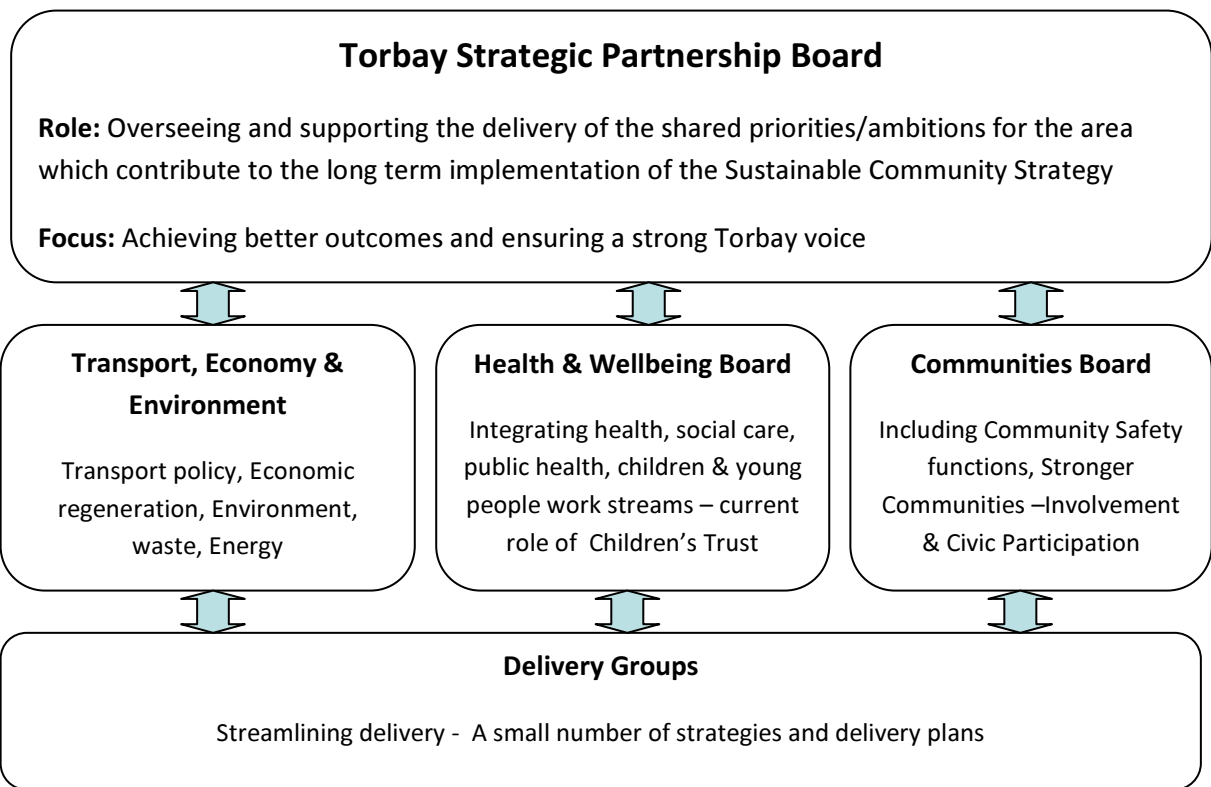 Torbay Strategic Partnership Board
Role: Overseeing and supporting the delivery of the shared priorities/ambitions for the area
which contribute to the long term implementation of the Sustainable Community Strategy
Focus: Achieving better outcomes and ensuring a strong Torbay voice
Transport, Economy &
Environment
Transport policy, Economic
regeneration, Environment,
waste, Energy
Health & Wellbeing Board
Integrating health, social care,
public health, children & young
people work streams – current
role of Children's Trust
Communities Board
Including Community Safety
functions, Stronger
Communities –Involvement
& Civic Participation
Delivery Groups
Streamlining delivery - A small number of strategies and delivery plans